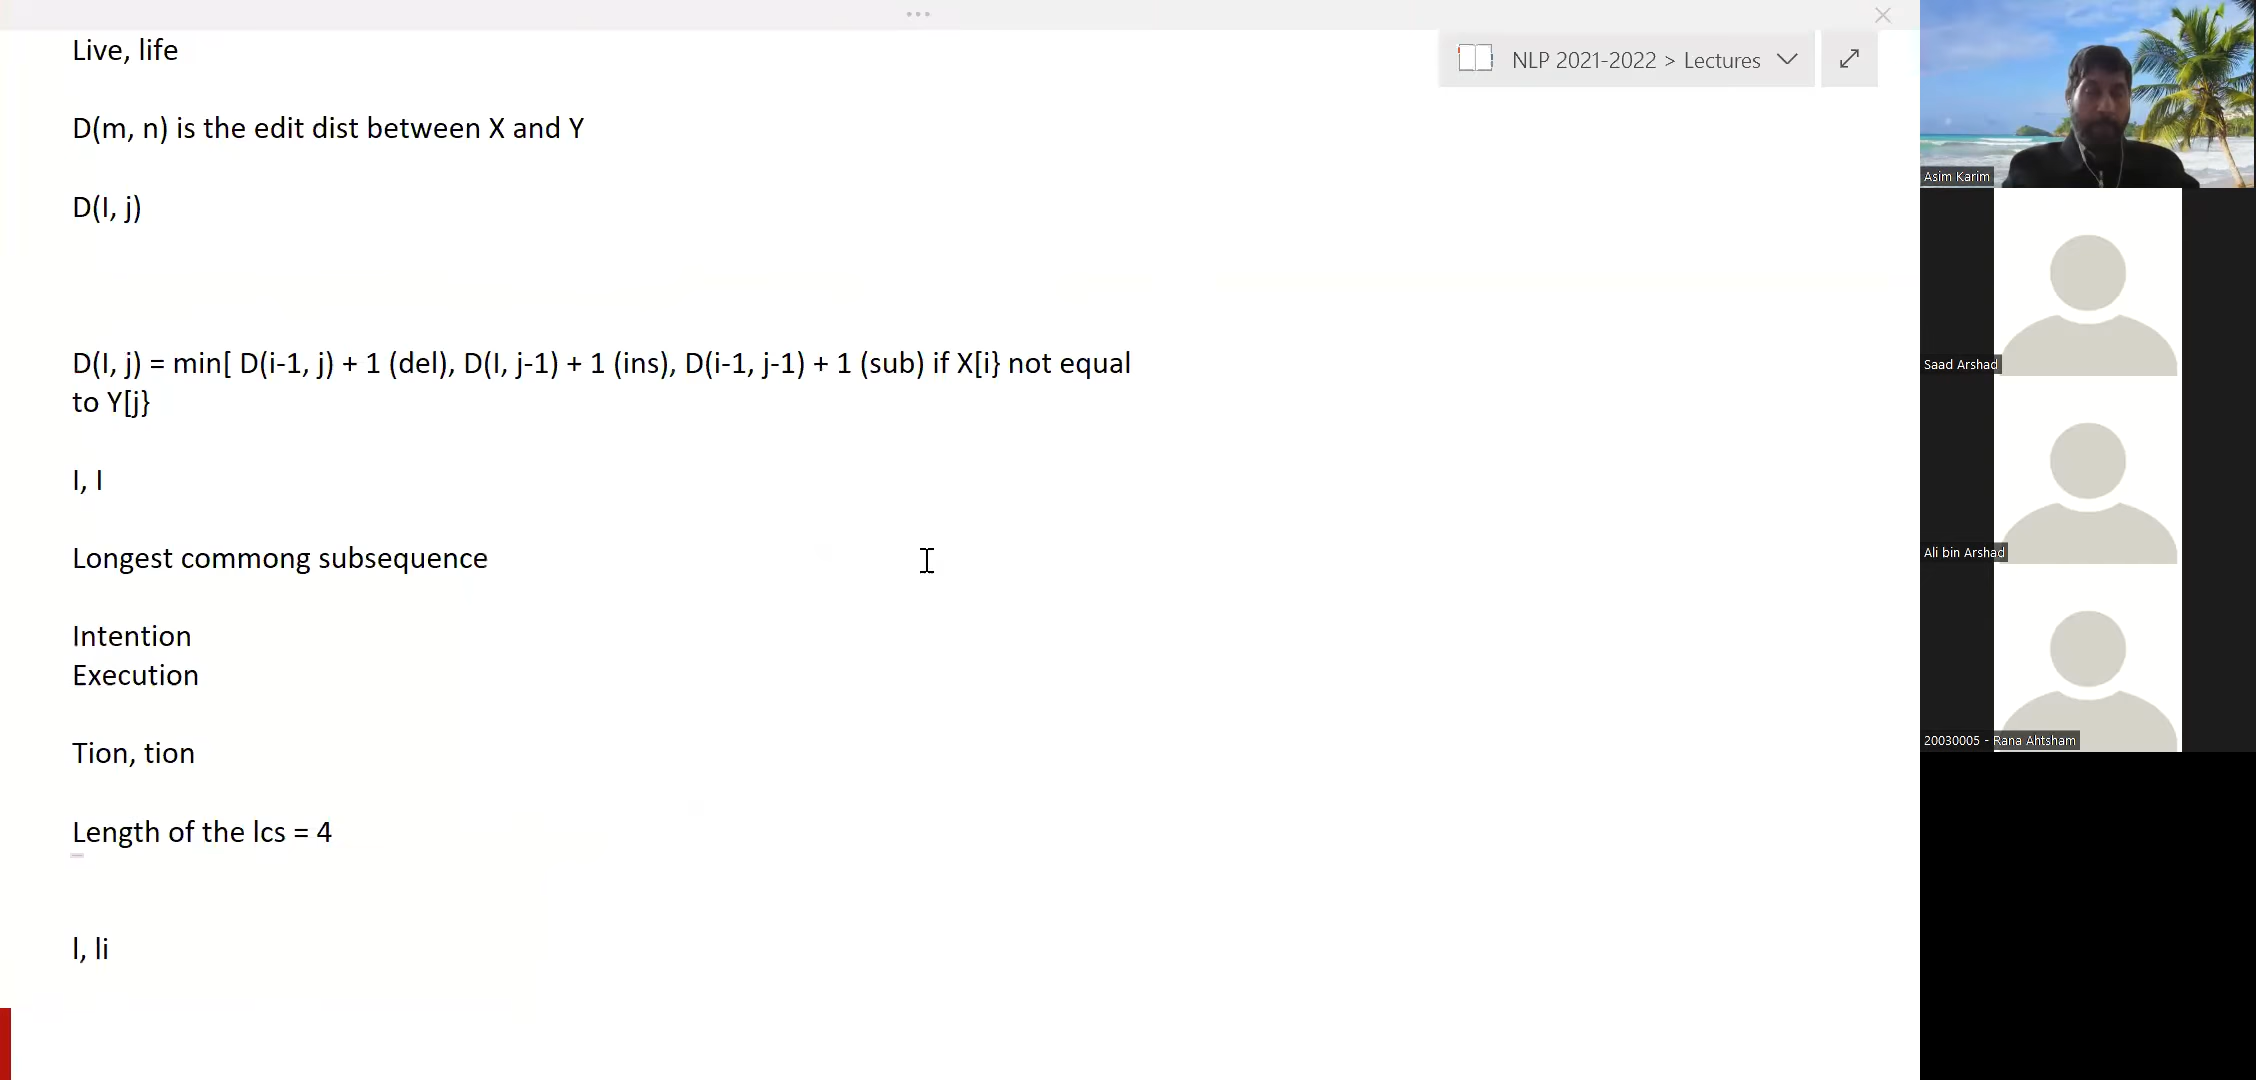 Live, life
NLP 2021-2022 > Lectures
D(m, n) is the edit dist between X and Y
D(I, j)
D(I, j) = min[ D(i-1, j) + 1 (del), D(I, j-1) + 1 (ins), D(i-1, j-1) + 1 (sub) if X[i} not equal
to Y[j}
I, I
Longest commong subsequence
Intention
Execution
Tion, tion
Length of the lcs = 4
l, li
Asim Karim
Saad Arshad
Ali bin Arshad
20030005 - Rana Ahtsham